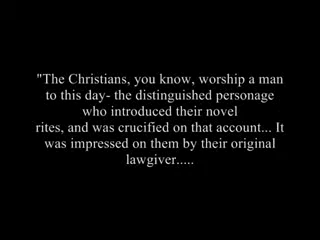 "The Christians, you know, worship a man
to this day- the distinguished personage
who introduced their novel
rites, and was crucified on that account... It
was impressed on them by their original
lawgiver.....